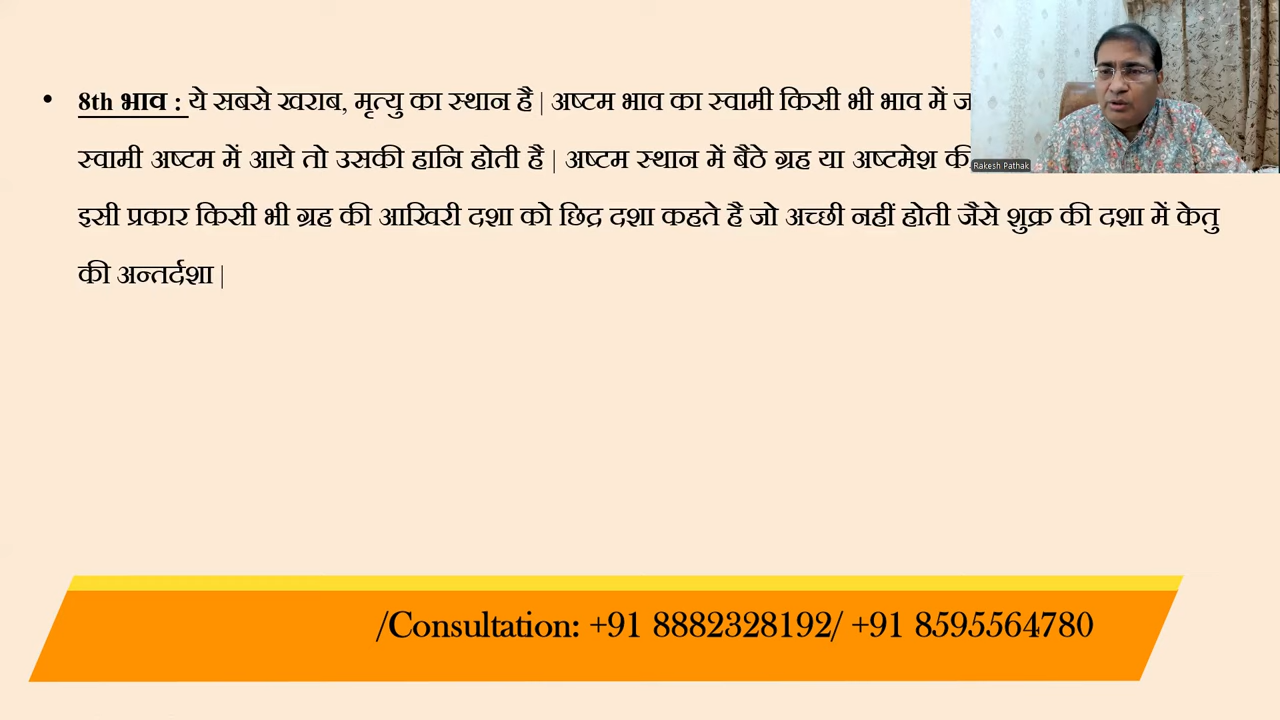 • 8th भाव : ये सबसे खराब, मृत्यु का स्थान है | अष्टम भाव का स्वामी किसी भी भाव में
स्वामी अष्टम में आये तो उसकी हानि होती है | अष्टम स्थान में बैठे ग्रह या अष्टमेश की
Rakesh Pathak
इसी प्रकार किसी भी ग्रह की आखिरी दशा को छिद्र दशा कहते है जो अच्छी नहीं होती जैसे शुक्र की दशा में केतु
की अन्तर्दशा |
/Consultation: +91 8882328192/ +91 8595564780